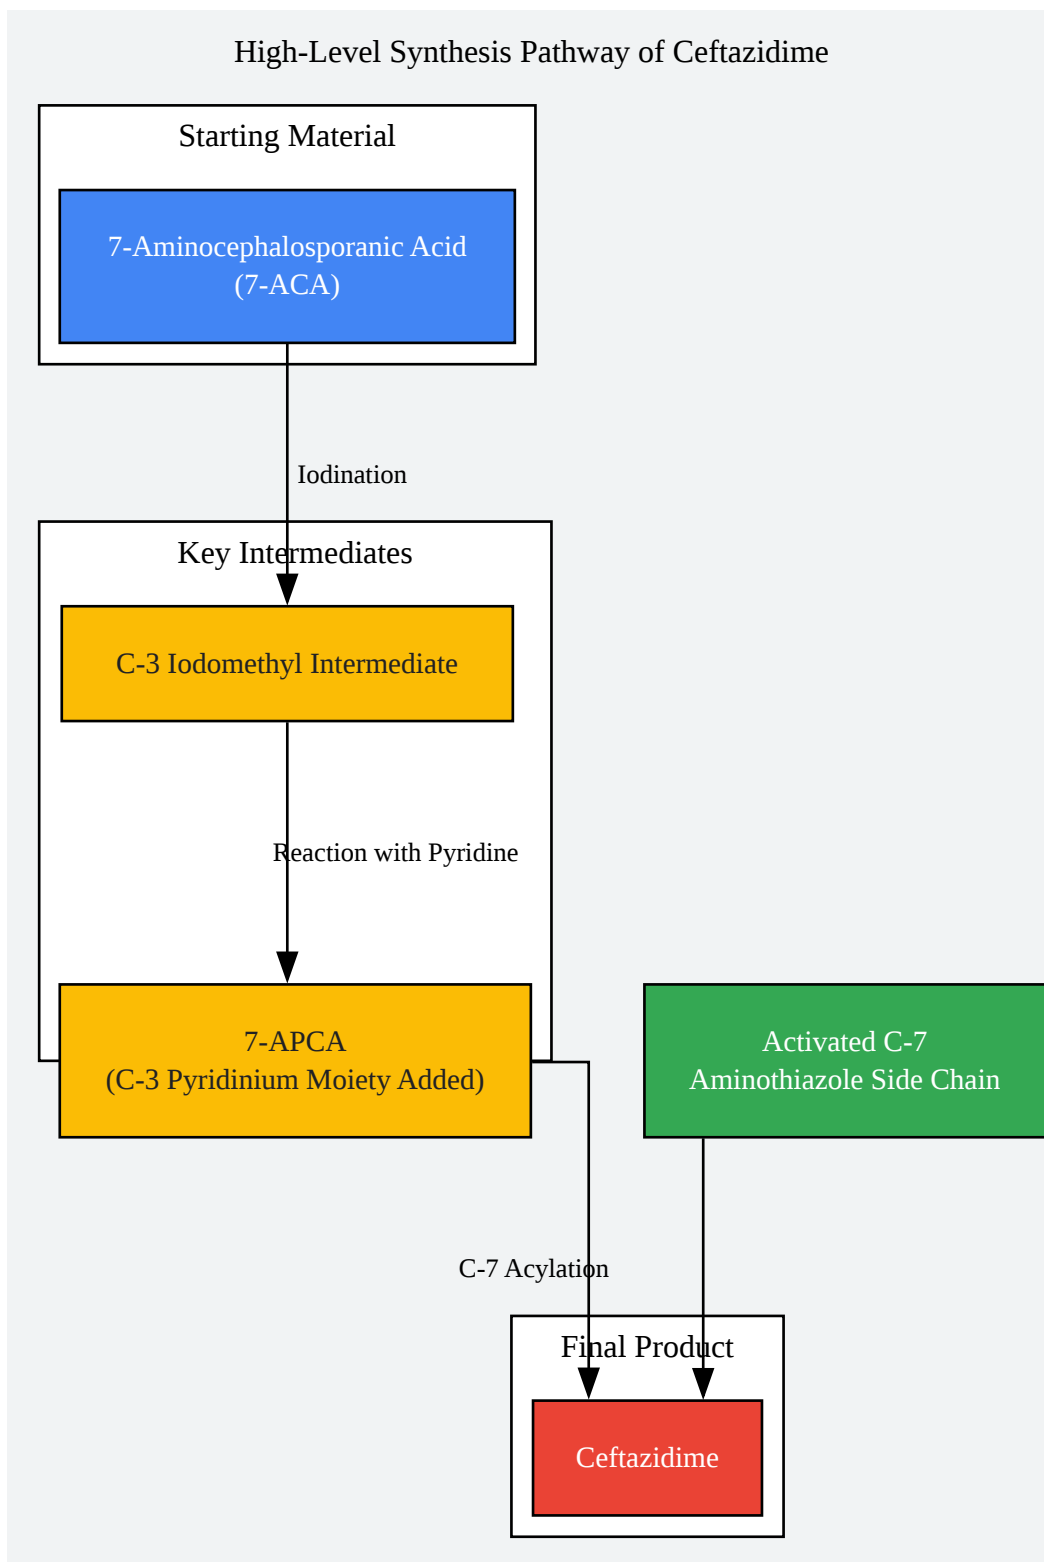 High-Level Synthesis Pathway of Ceftazidime
Starting Material
7-Aminocephalosporanic Acid
(7-ACA)
Iodination
Key Intermediates
C-3 Iodomethyl Intermediate
Reaction with Pyridine
7-APCA
(C-3 Pyridinium Moiety Added)
Activated C-7
Aminothiazole Side Chain
C-7 Acylation
Final Product
Ceftazidime